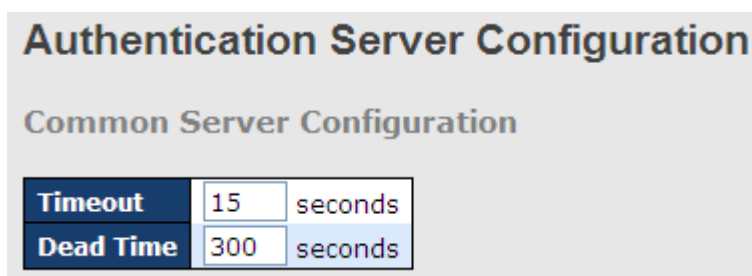 Authentication Server Configuration
Common Server Configuration
Timeout 15 seconds
Dead Time 300 seconds